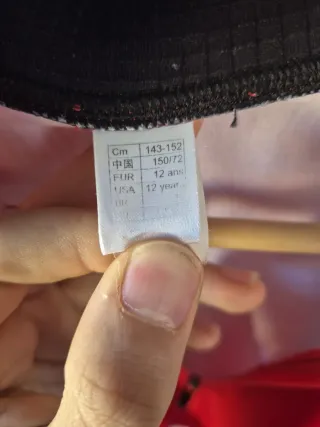 Cm 143-152
中国 150/72
EUR 12 ans
USA 12 year